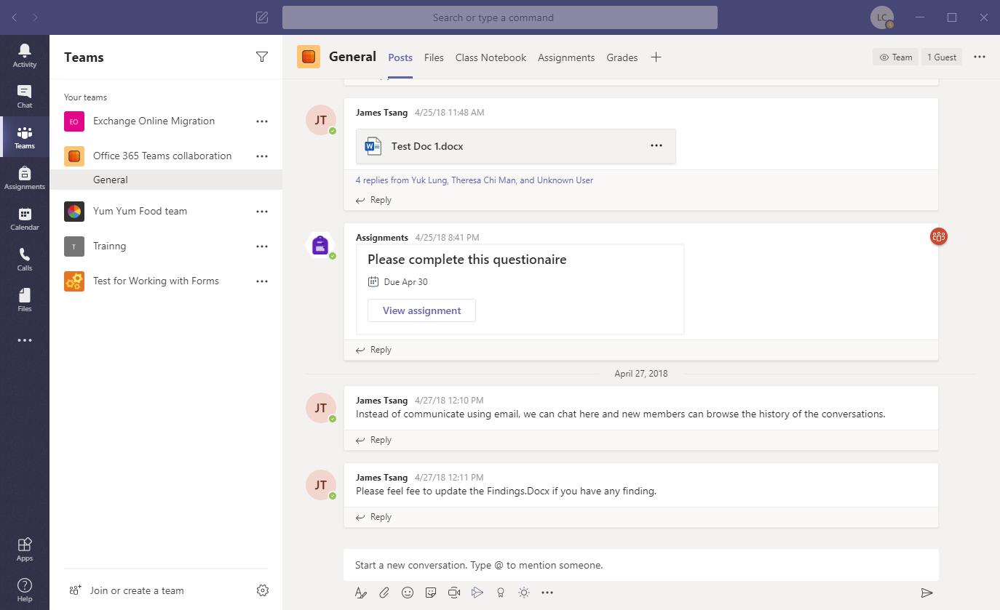 Search or type a command
LC
Activity
Chat
Teams
Assignments
Calendar
Calls
Files
Apps
Help
Teams
Your teams
EO
Exchange Online Migration
Office 365 Teams collaboration
General
Yum Yum Food team
T
Trainng
Test for Working with Forms
Join or create a team
General Posts Files Class Notebook Assignments Grades
Team
1 Guest
JT
James Tsang 4/25/18 11:48 AM
Test Doc 1.docx
4 replies from Yuk Lung, Theresa Chi Man, and Unknown User
Reply
Assignments 4/25/18 8:41 PM
Please complete this questionaire
Due Apr 30
View assignment
Reply
April 27, 2018
JT
James Tsang 4/27/18 12:10 PM
Instead of communicate using email, we can chat here and new members can browse the history of the conversations.
Reply
JT
James Tsang 4/27/18 12:11 PM
Please feel fee to update the Findings.Docx if you have any finding.
Reply
Start a new conversation. Type @ to mention someone.